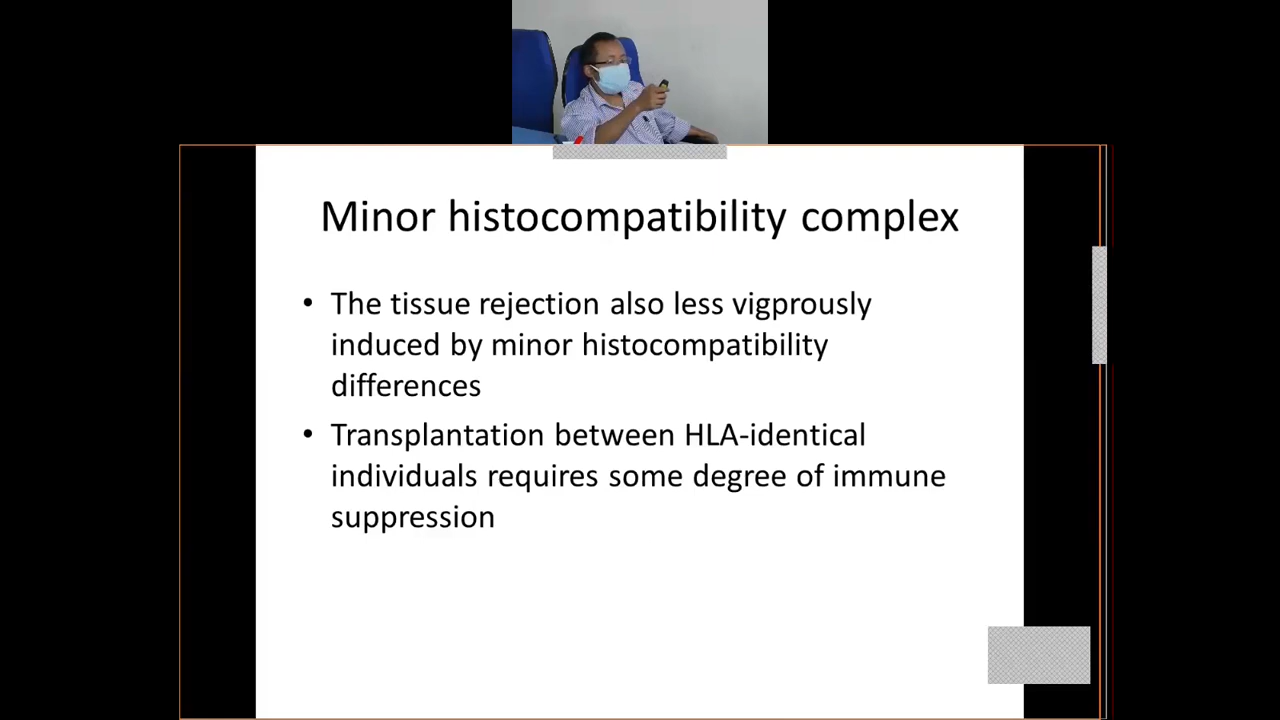 Minor histocompatibility complex
• The tissue rejection also less vigprously
induced by minor histocompatibility
differences
• Transplantation between HLA-identical
individuals requires some degree of immune
suppression